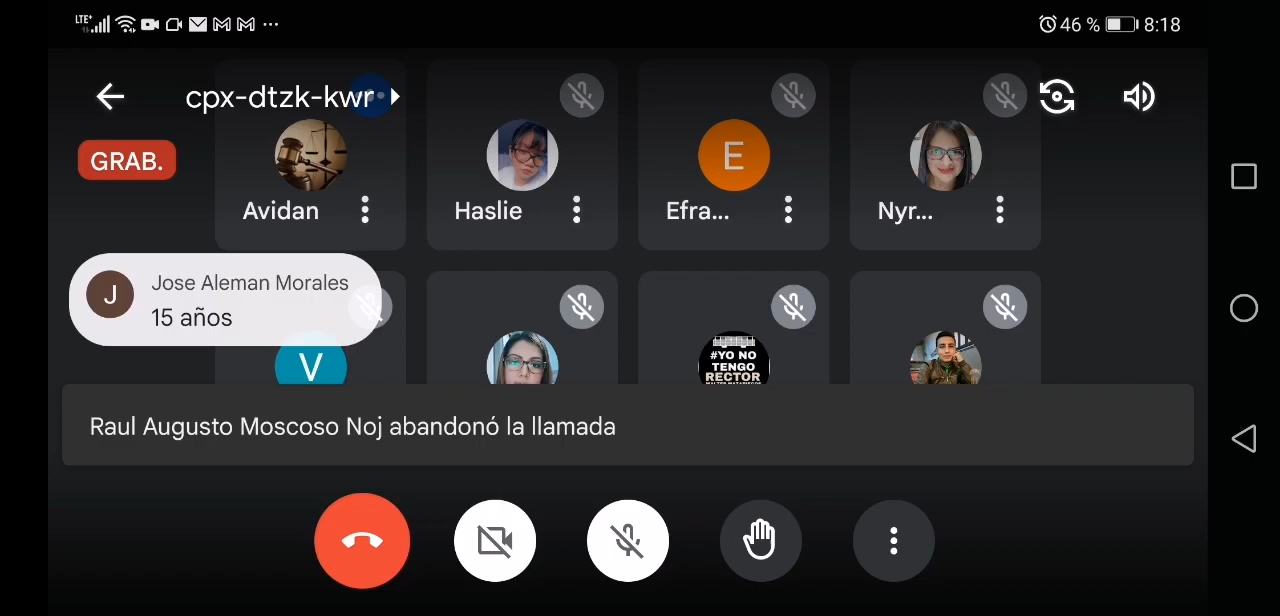 LTE+
46 %
8:18
cpx-dtzk-kwr
GRAB.
E
Avidan
Haslie
Efra...
Nyr...
J
Jose Aleman Morales
15 años
V
#YO NO
TENGO
RECTOR
Raul Augusto Moscoso Noj abandonó la llamada